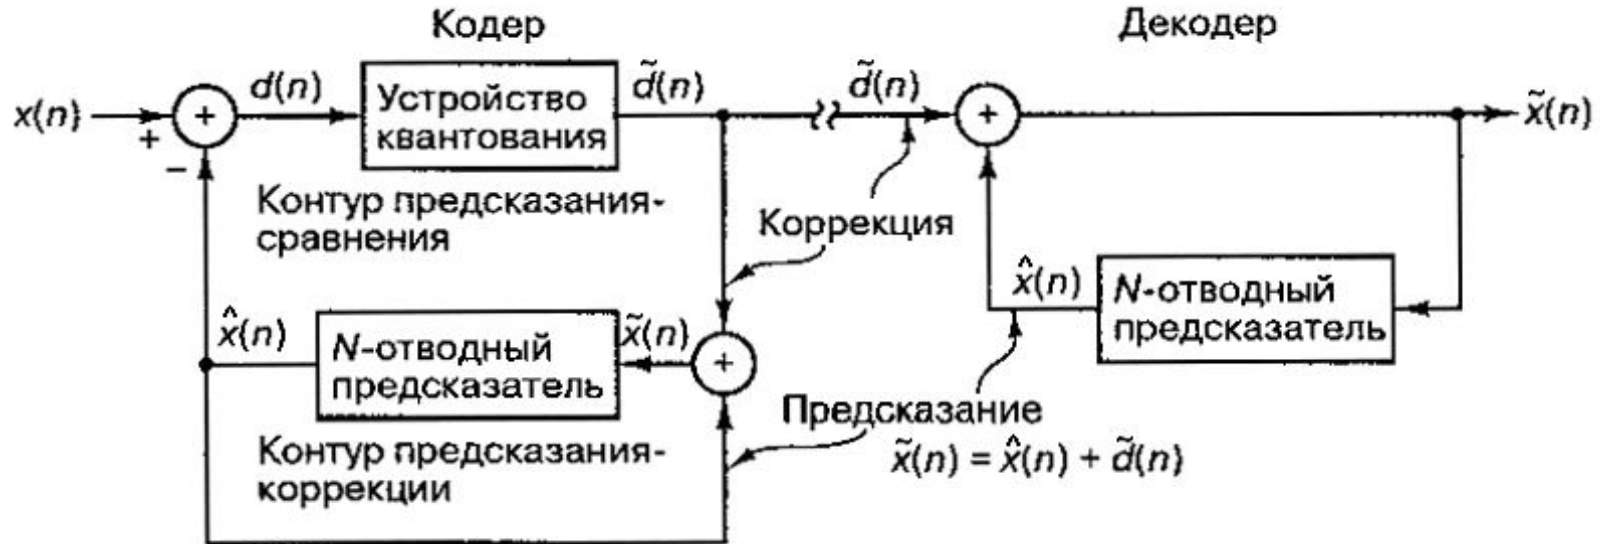 Кодер
Декодер
x(n)
+
−
+
d(n)
Устройство
квантования
d̃(n)
d̃(n)
+
x̃(n)
Контур предсказания-
сравнения
Коррекция
x̂(n)
N-отводный
предсказатель
x̃(n)
+
x̂(n)
N-отводный
предсказатель
Предсказание
x̃(n) = x̂(n) + d̃(n)
Контур предсказания-
коррекции